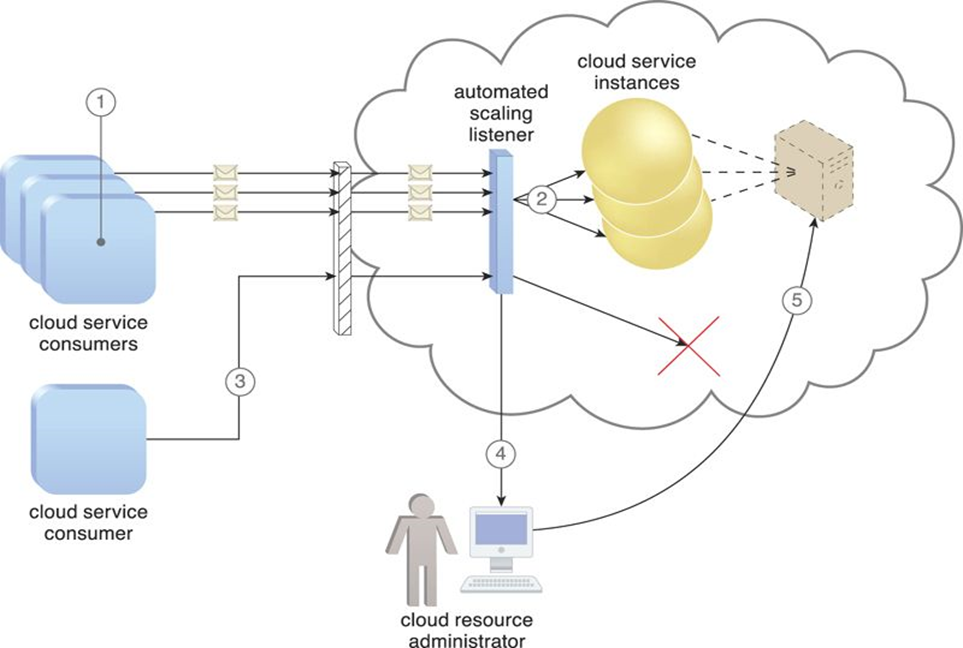 cloud service
instances
automated
scaling
listener
1
2
cloud service
consumers
5
3
cloud service
consumer
4
cloud resource
administrator